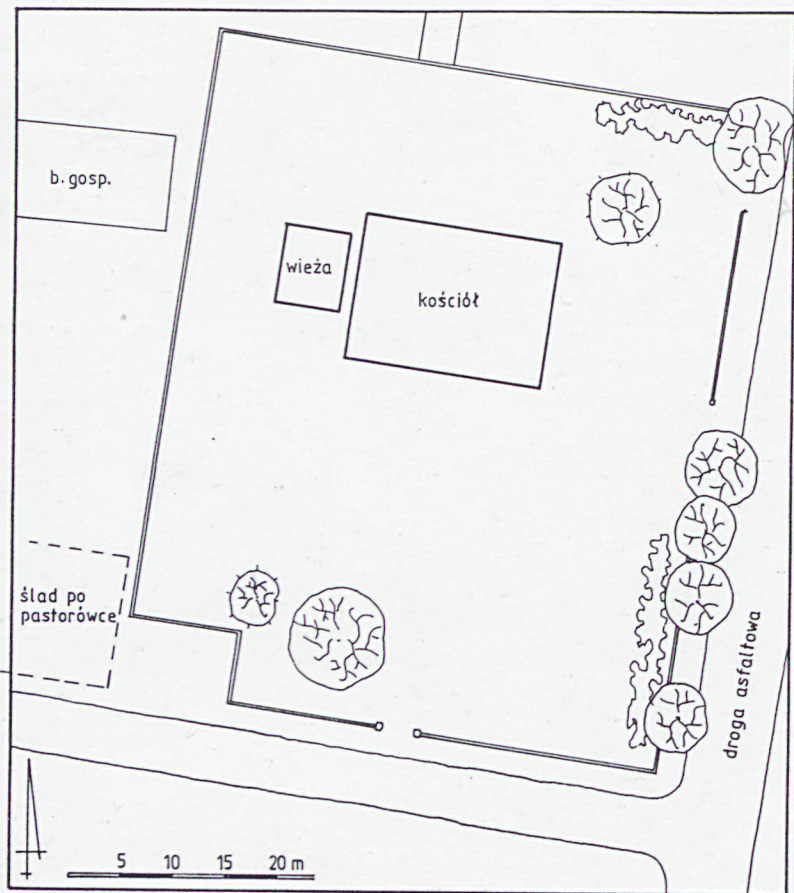 b. gosp.
wieża
kościół
ślad po
pastorówce
droga asfaltowa
5 10 15 20 m